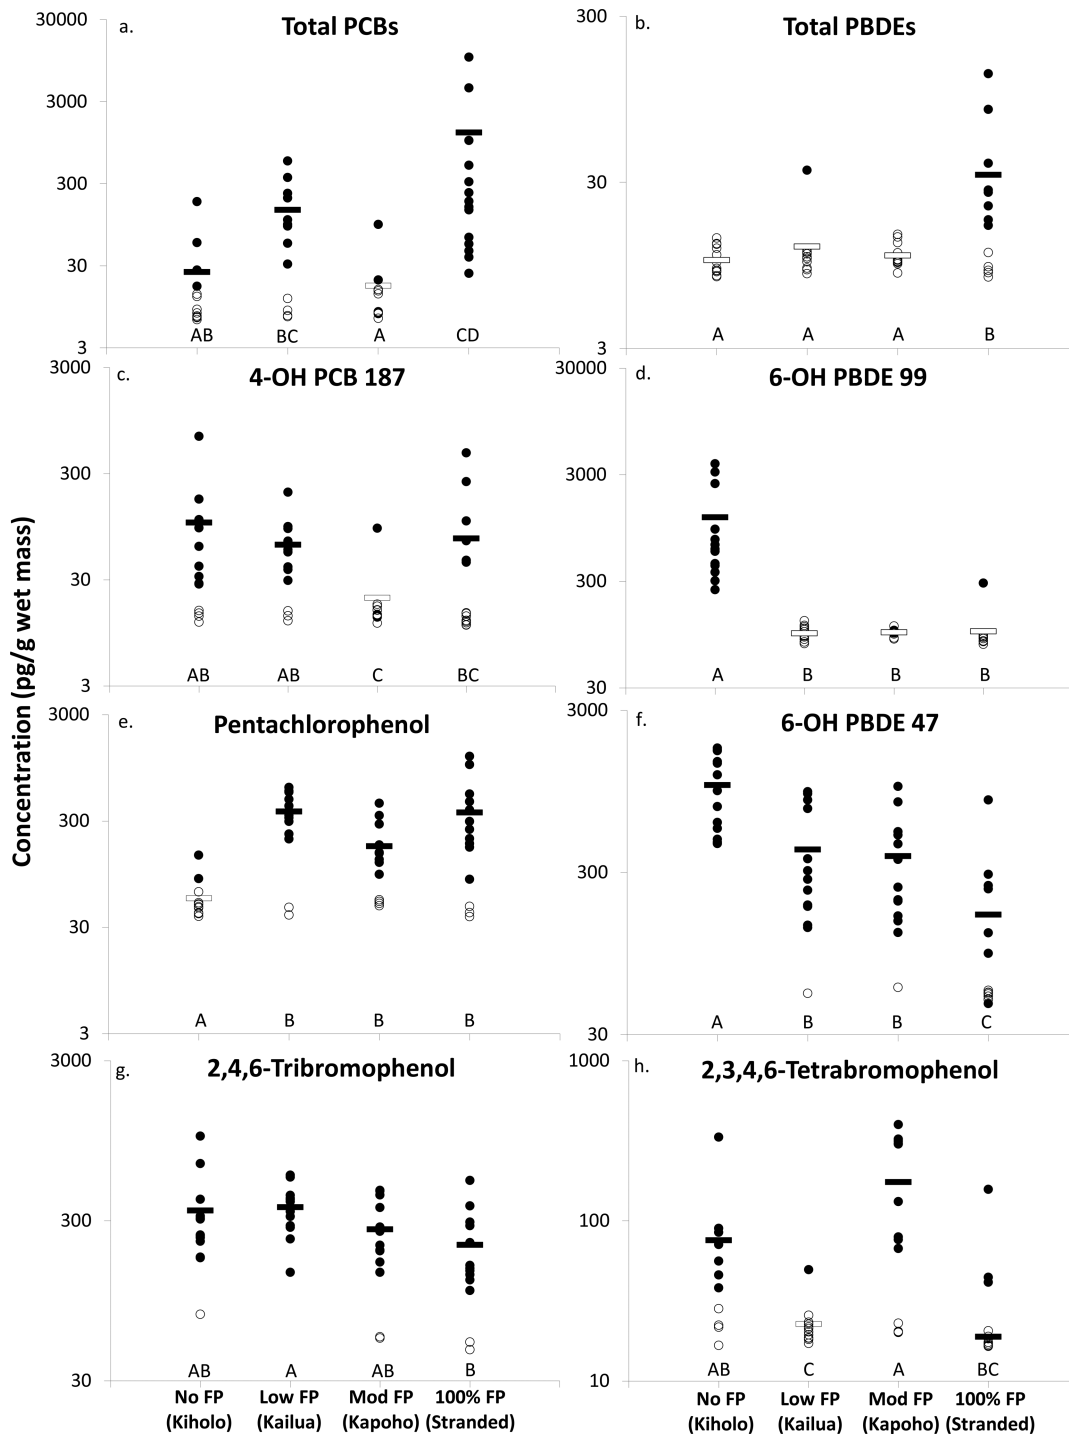 a.
Total PCBs
30000
3000
300
30
3
AB
BC
A
CD
b.
Total PBDEs
300
30
3
A
A
A
B
c.
4-OH PCB 187
3000
300
30
3
AB
AB
C
BC
d.
6-OH PBDE 99
30000
3000
300
30
A
B
B
B
Concentration (pg/g wet mass)
e.
Pentachlorophenol
3000
300
30
3
A
B
B
B
f.
6-OH PBDE 47
3000
300
30
A
B
B
C
g.
2,4,6-Tribromophenol
3000
300
30
AB
A
AB
B
No FP
(Kiholo)
Low FP
(Kailua)
Mod FP
(Kapoho)
100% FP
(Stranded)
h.
2,3,4,6-Tetrabromophenol
1000
100
10
AB
C
A
BC
No FP
(Kiholo)
Low FP
(Kailua)
Mod FP
(Kapoho)
100% FP
(Stranded)